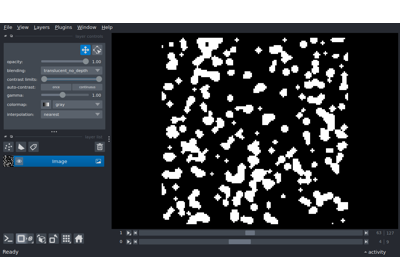 File View Layers Plugins Window Help
opacity: 1.00
blending: translucent_no_depth
contrast limits:
auto-contrast: once continuous
gamma: 1.00
colormap: gray
interpolation: nearest
Image
Ready
activity